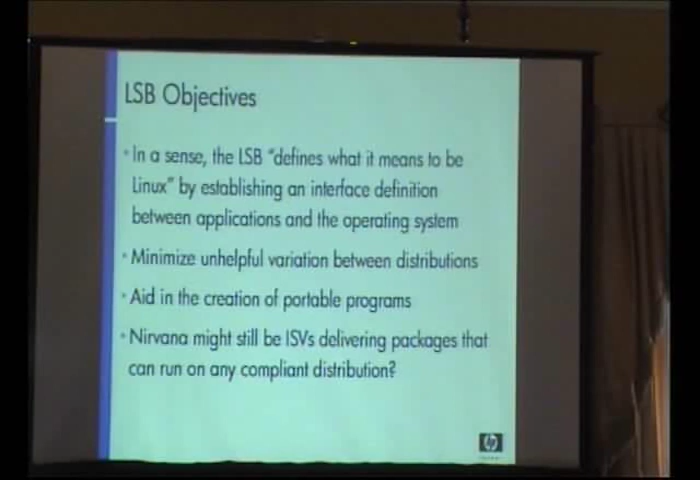 LSB Objectives
• In a sense, the LSB "defines what it means to be
Linux" by establishing an interface definition
between applications and the operating system
• Minimize unhelpful variation between distributions
• Aid in the creation of portable programs
• Nirvana might still be ISVs delivering packages that
can run on any compliant distribution?
hp